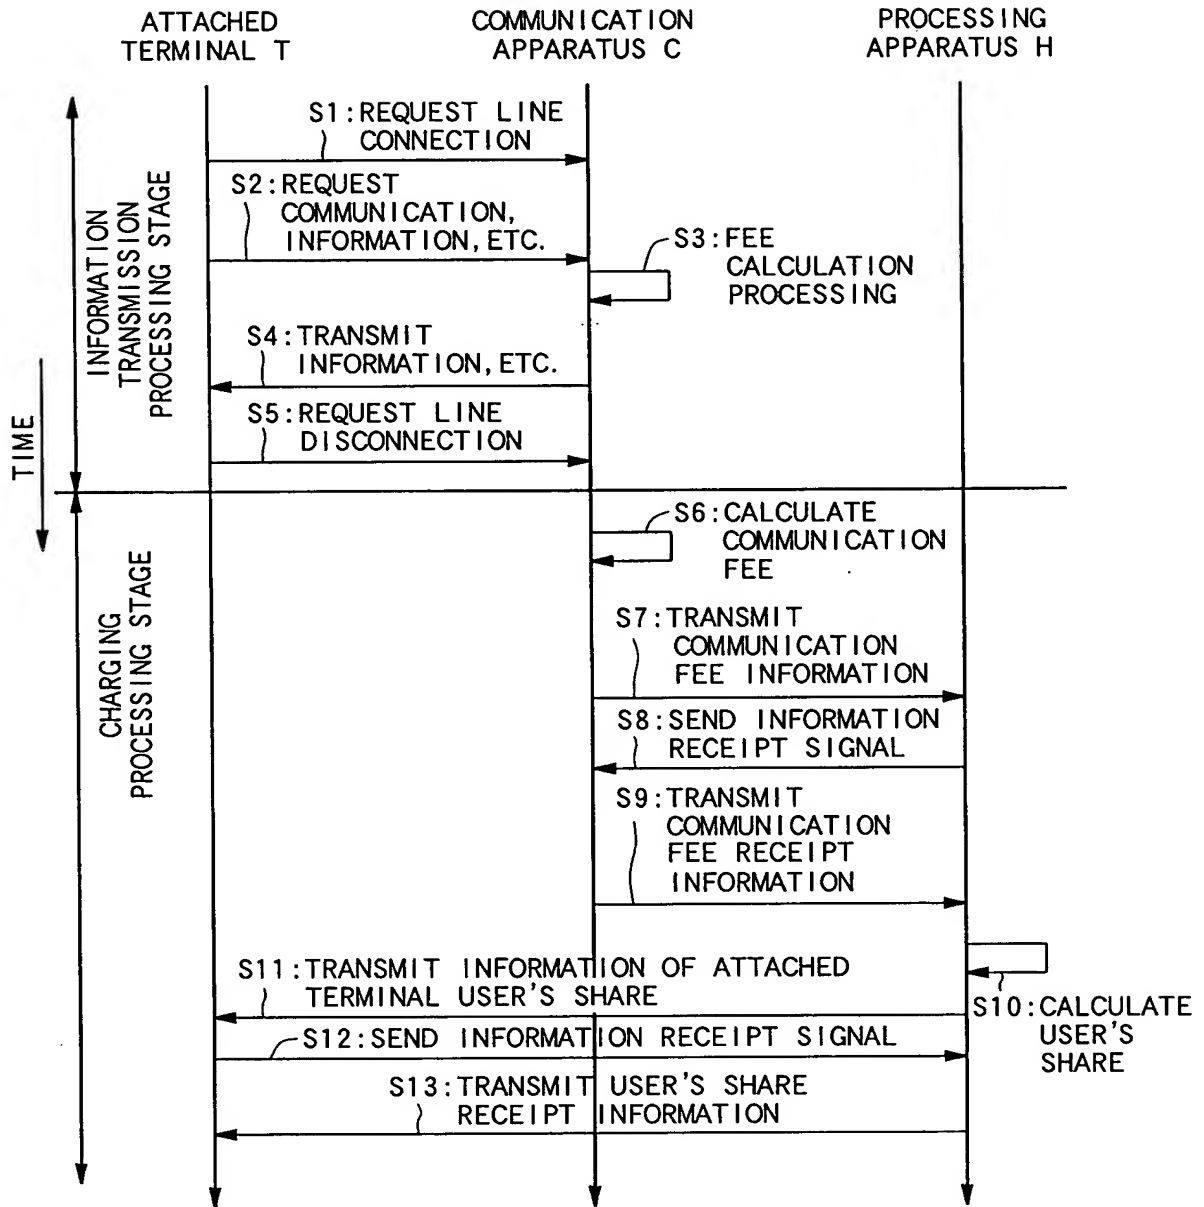 ATTACHED
TERMINAL T
COMMUNICATION
APPARATUS C
PROCESSING
APPARATUS H
S1:REQUEST LINE
CONNECTION
S2:REQUEST
COMMUNICATION,
INFORMATION, ETC.
S3:FEE
CALCULATION
PROCESSING
S4:TRANSMIT
INFORMATION, ETC.
S5:REQUEST LINE
DISCONNECTION
INFORMATION
TRANSMISSION
PROCESSING STAGE
TIME
S6:CALCULATE
COMMUNICATION
FEE
S7:TRANSMIT
COMMUNICATION
FEE INFORMATION
S8:SEND INFORMATION
RECEIPT SIGNAL
S9:TRANSMIT
COMMUNICATION
FEE RECEIPT
INFORMATION
CHARGING
PROCESSING STAGE
S10:CALCULATE
USER'S
SHARE
S11:TRANSMIT INFORMATION OF ATTACHED
TERMINAL USER'S SHARE
S12:SEND INFORMATION RECEIPT SIGNAL
S13:TRANSMIT USER'S SHARE
RECEIPT INFORMATION